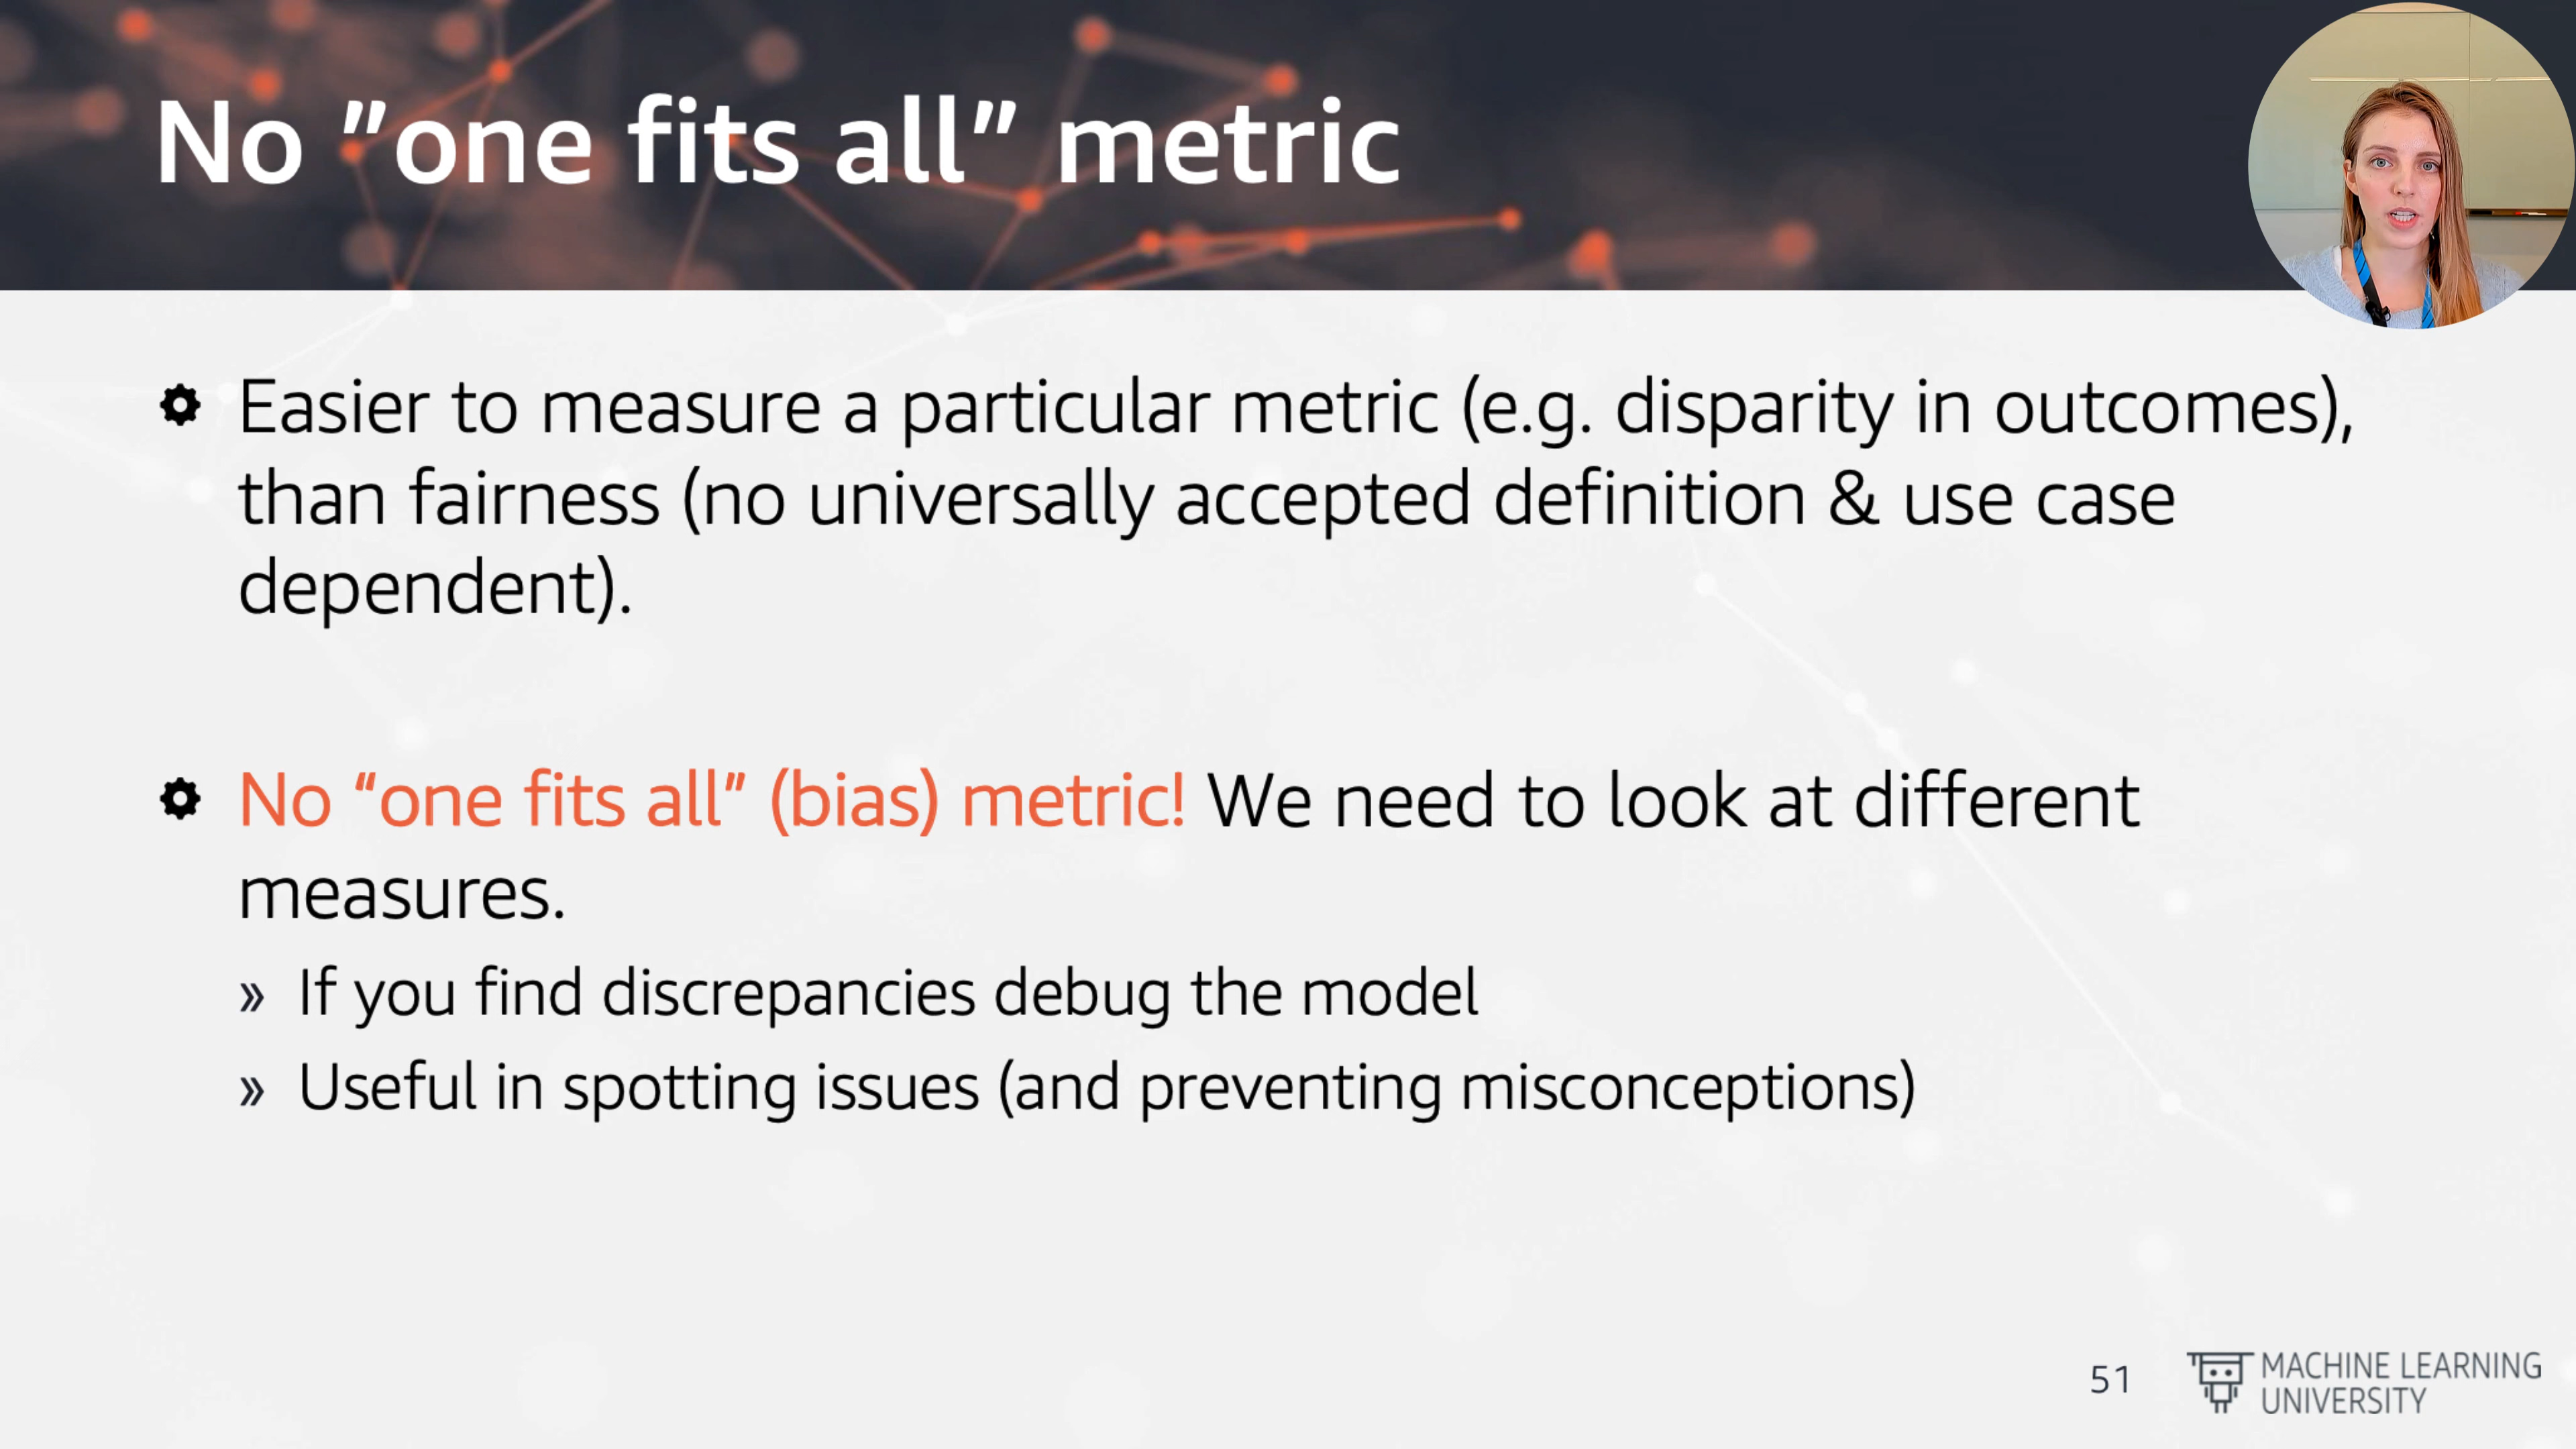 No ”one fits all” metric
Easier to measure a particular metric (e.g. disparity in outcomes),
than fairness (no universally accepted definition & use case
dependent).
No “one fits all” (bias) metric! We need to look at different
measures.
» If you find discrepancies debug the model
» Useful in spotting issues (and preventing misconceptions)
51
MACHINE LEARNING
UNIVERSITY